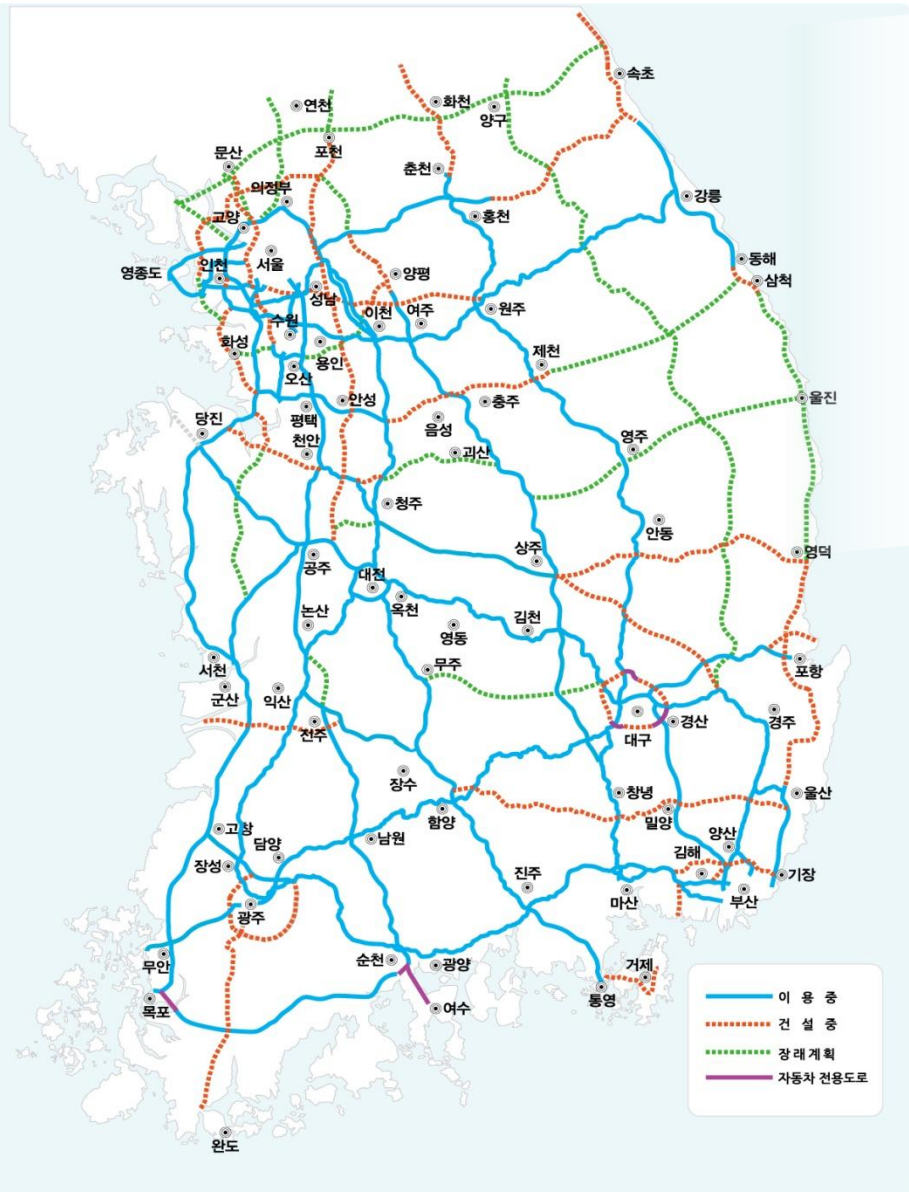 속초
연천
화천
양구
포천
문산
춘천
의정부
강릉
홍천
고양
서울
동해
영종도
인천
양평
삼척
성남
이천
여주
원주
수원
화성
용인
제천
오산
안성
충주
울진
평택
당진
음성
영주
천안
괴산
청주
안동
상주
영덕
공주
대전
옥천
논산
영동
김천
서천
무주
포항
군산
익산
전주
대구
경산
경주
장수
창녕
울산
함양
밀양
고창
담양
남원
양산
장성
김해
진주
기장
광주
마산
부산
무안
순천
광양
거제
목포
여수
통영
이 용 중
건 설 중
장래계획
자동차 전용도로
완도